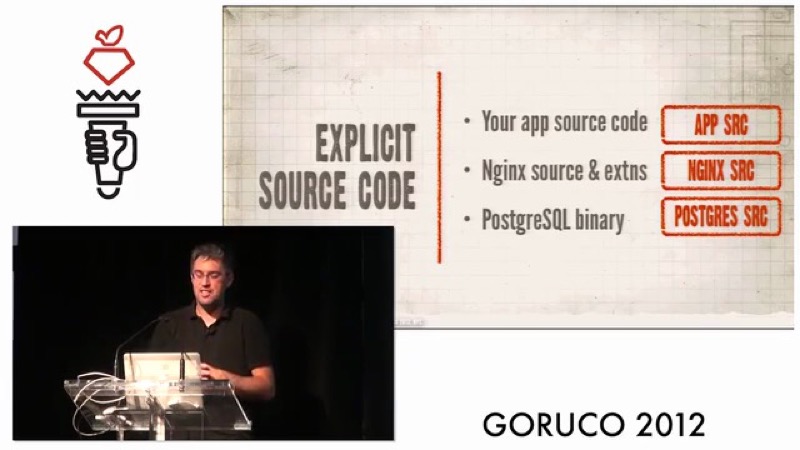 EXPLICIT
SOURCE CODE
• Your app source code
APP SRC
• Nginx source & extns
NGINX SRC
• PostgreSQL binary
POSTGRES SRC
GORUCO 2012